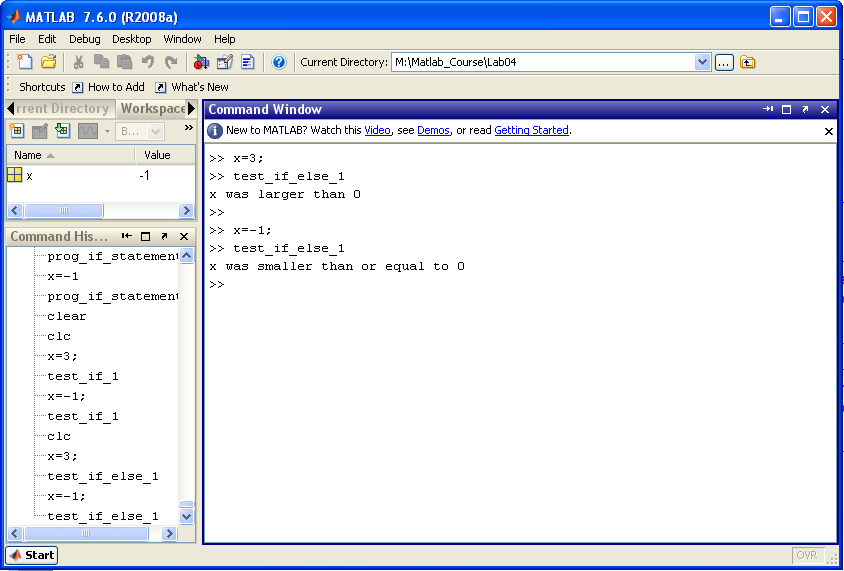 MATLAB 7.6.0 (R2008a)
File Edit Debug Desktop Window Help
Current Directory: M:\Matlab_Course\Lab04 ...
Shortcuts How to Add What's New
rrent Directory Workspace
B... »
Name Value
x -1
Command His...
prog_if_statement
x=-1
prog_if_statement
clear
clc
x=3;
test_if_1
x=-1;
test_if_1
clc
x=3;
test_if_else_1
x=-1;
test_if_else_1
Command Window
New to MATLAB? Watch this Video, see Demos, or read Getting Started.
>> x=3;
>> test_if_else_1
x was larger than 0
>>
>> x=-1;
>> test_if_else_1
x was smaller than or equal to 0
>>
Start
OVR